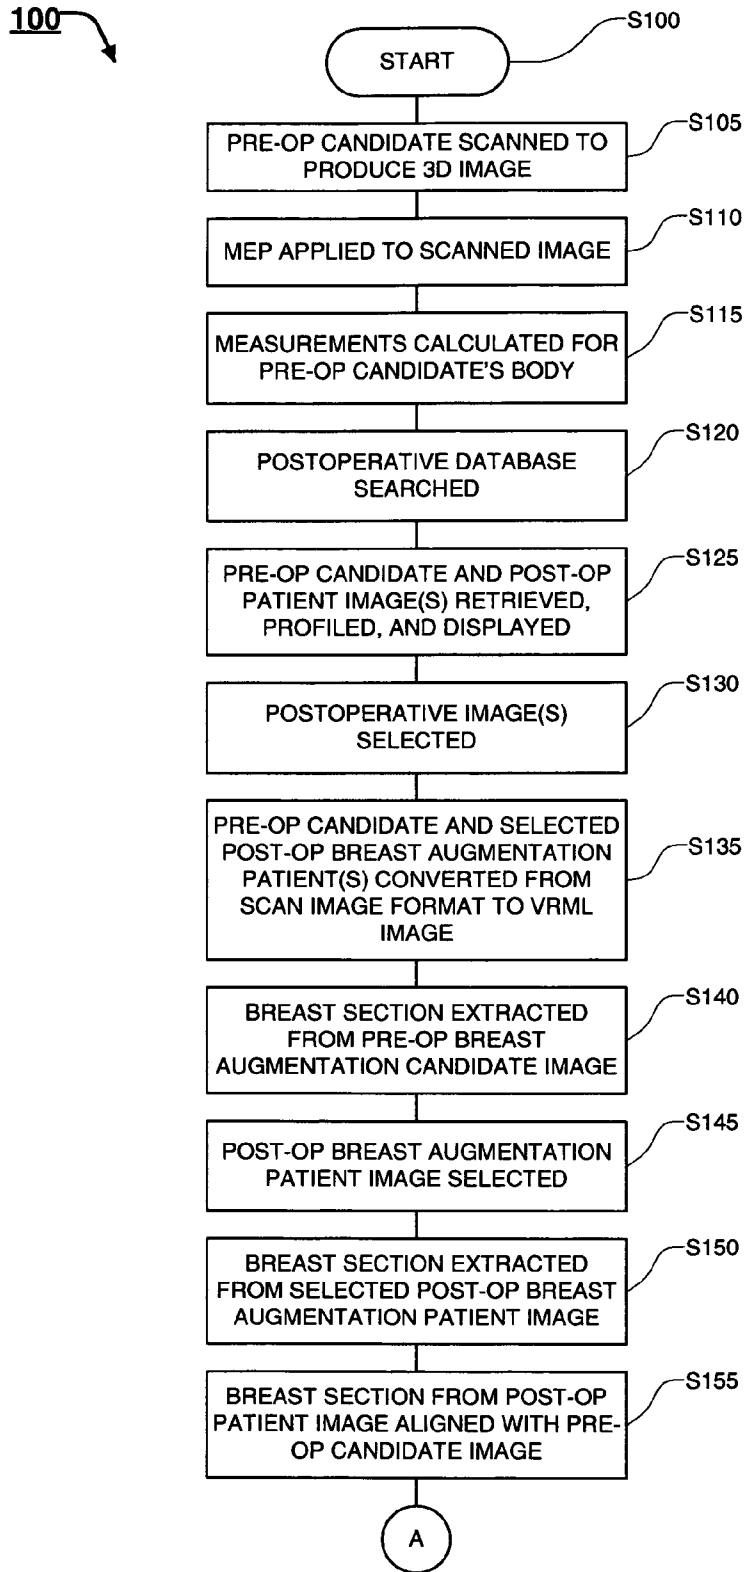 100
S100
START
S105
PRE-OP CANDIDATE SCANNED TO
PRODUCE 3D IMAGE
S110
MEP APPLIED TO SCANNED IMAGE
S115
MEASUREMENTS CALCULATED FOR
PRE-OP CANDIDATE'S BODY
S120
POSTOPERATIVE DATABASE
SEARCHED
S125
PRE-OP CANDIDATE AND POST-OP
PATIENT IMAGE(S) RETRIEVED,
PROFILED, AND DISPLAYED
S130
POSTOPERATIVE IMAGE(S)
SELECTED
S135
PRE-OP CANDIDATE AND SELECTED
POST-OP BREAST AUGMENTATION
PATIENT(S) CONVERTED FROM
SCAN IMAGE FORMAT TO VRML
IMAGE
S140
BREAST SECTION EXTRACTED
FROM PRE-OP BREAST
AUGMENTATION CANDIDATE IMAGE
S145
POST-OP BREAST AUGMENTATION
PATIENT IMAGE SELECTED
S150
BREAST SECTION EXTRACTED
FROM SELECTED POST-OP BREAST
AUGMENTATION PATIENT IMAGE
S155
BREAST SECTION FROM POST-OP
PATIENT IMAGE ALIGNED WITH PRE-
OP CANDIDATE IMAGE
A